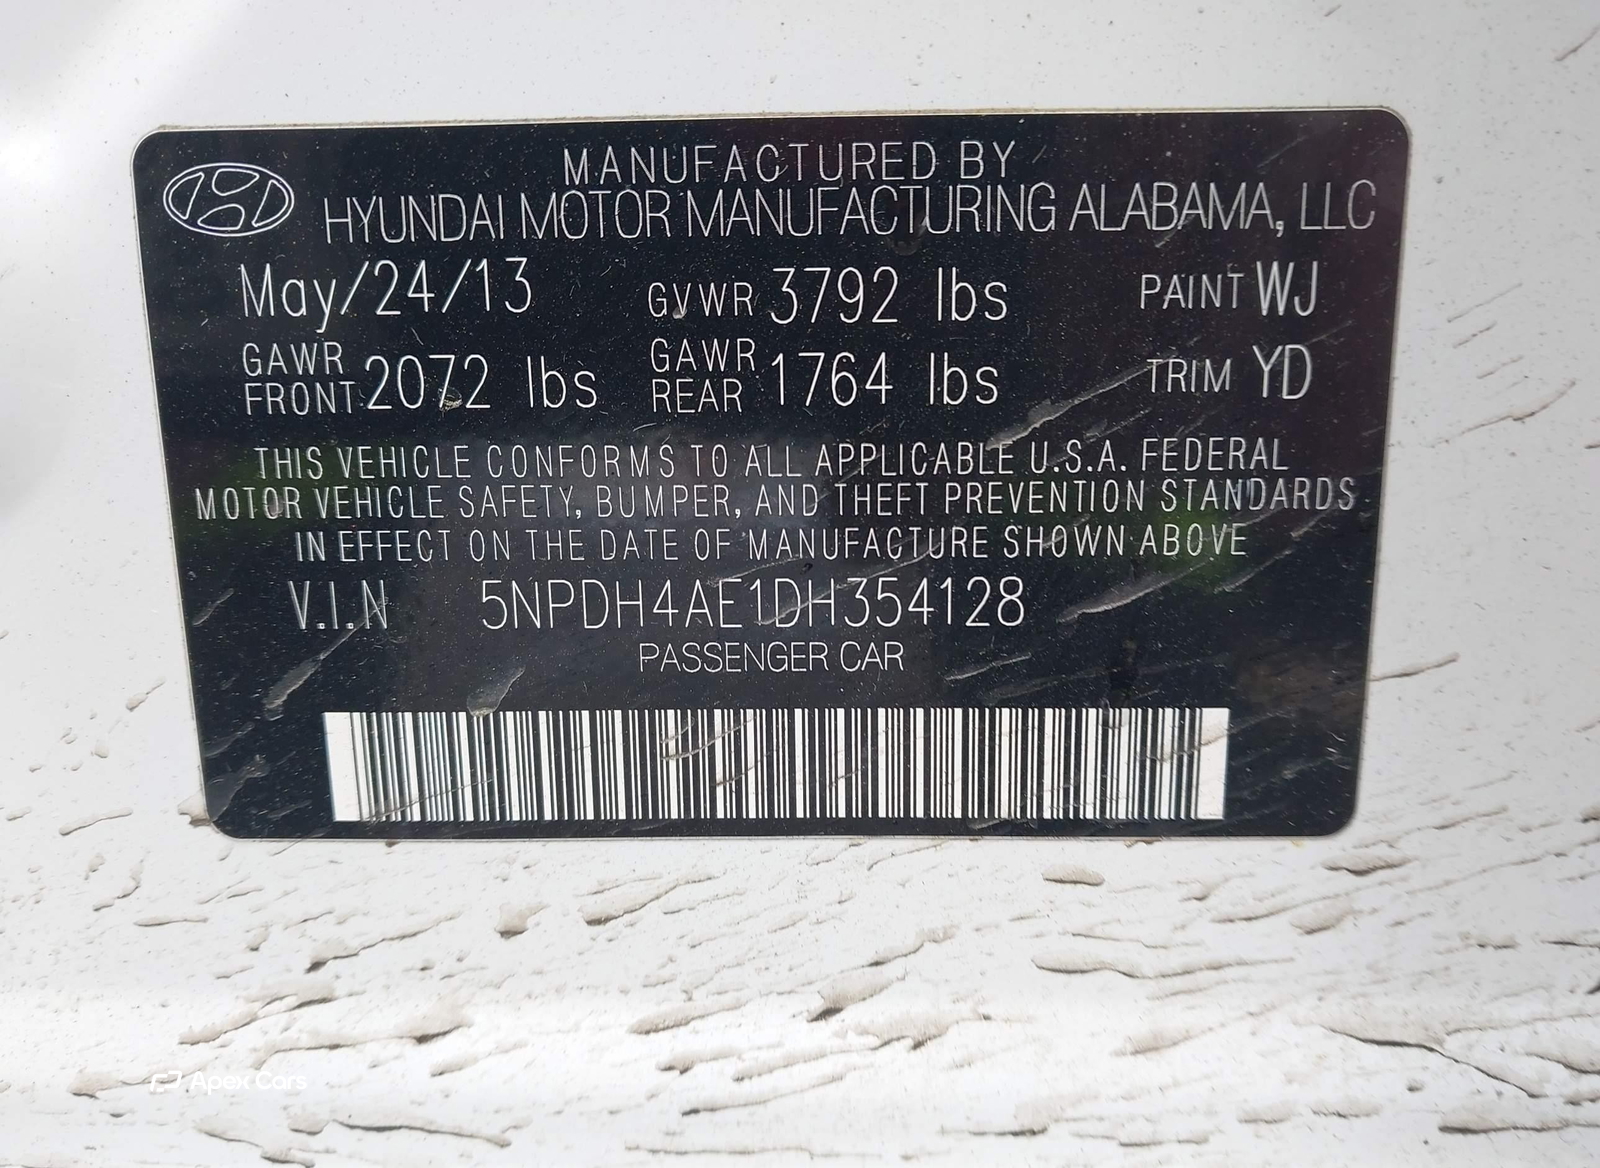 MANUFACTURED BY
HYUNDAI MOTOR MANUFACTURING ALABAMA, LLC
May/24/13 GVWR 3792 lbs PAINT WJ
GAWR FRONT 2072 lbs GAWR REAR 1764 lbs TRIM YD
THIS VEHICLE CONFORMS TO ALL APPLICABLE U.S.A. FEDERAL
MOTOR VEHICLE SAFETY, BUMPER, AND THEFT PREVENTION STANDARDS
IN EFFECT ON THE DATE OF MANUFACTURE SHOWN ABOVE
V.I.N 5NPDH4AE1DH354128
PASSENGER CAR
Apex Cars